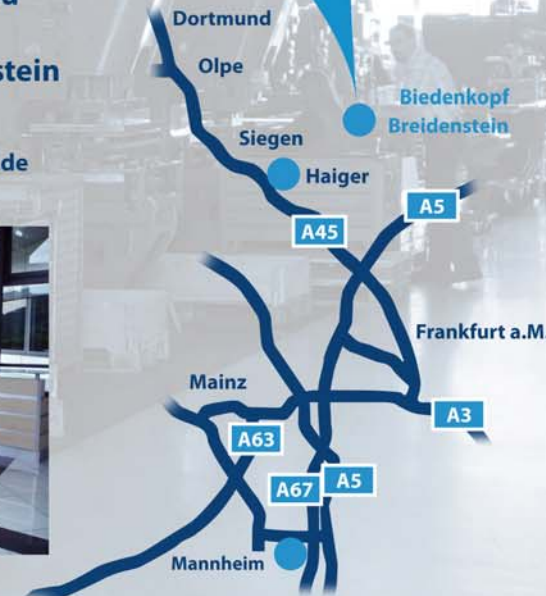 Dortmund
stein
Olpe
Biedenkopf
Breidenstein
Siegen
de
Haiger
A5
A45
Frankfurt a.M.
Mainz
A3
A63
A67
A5
Mannheim